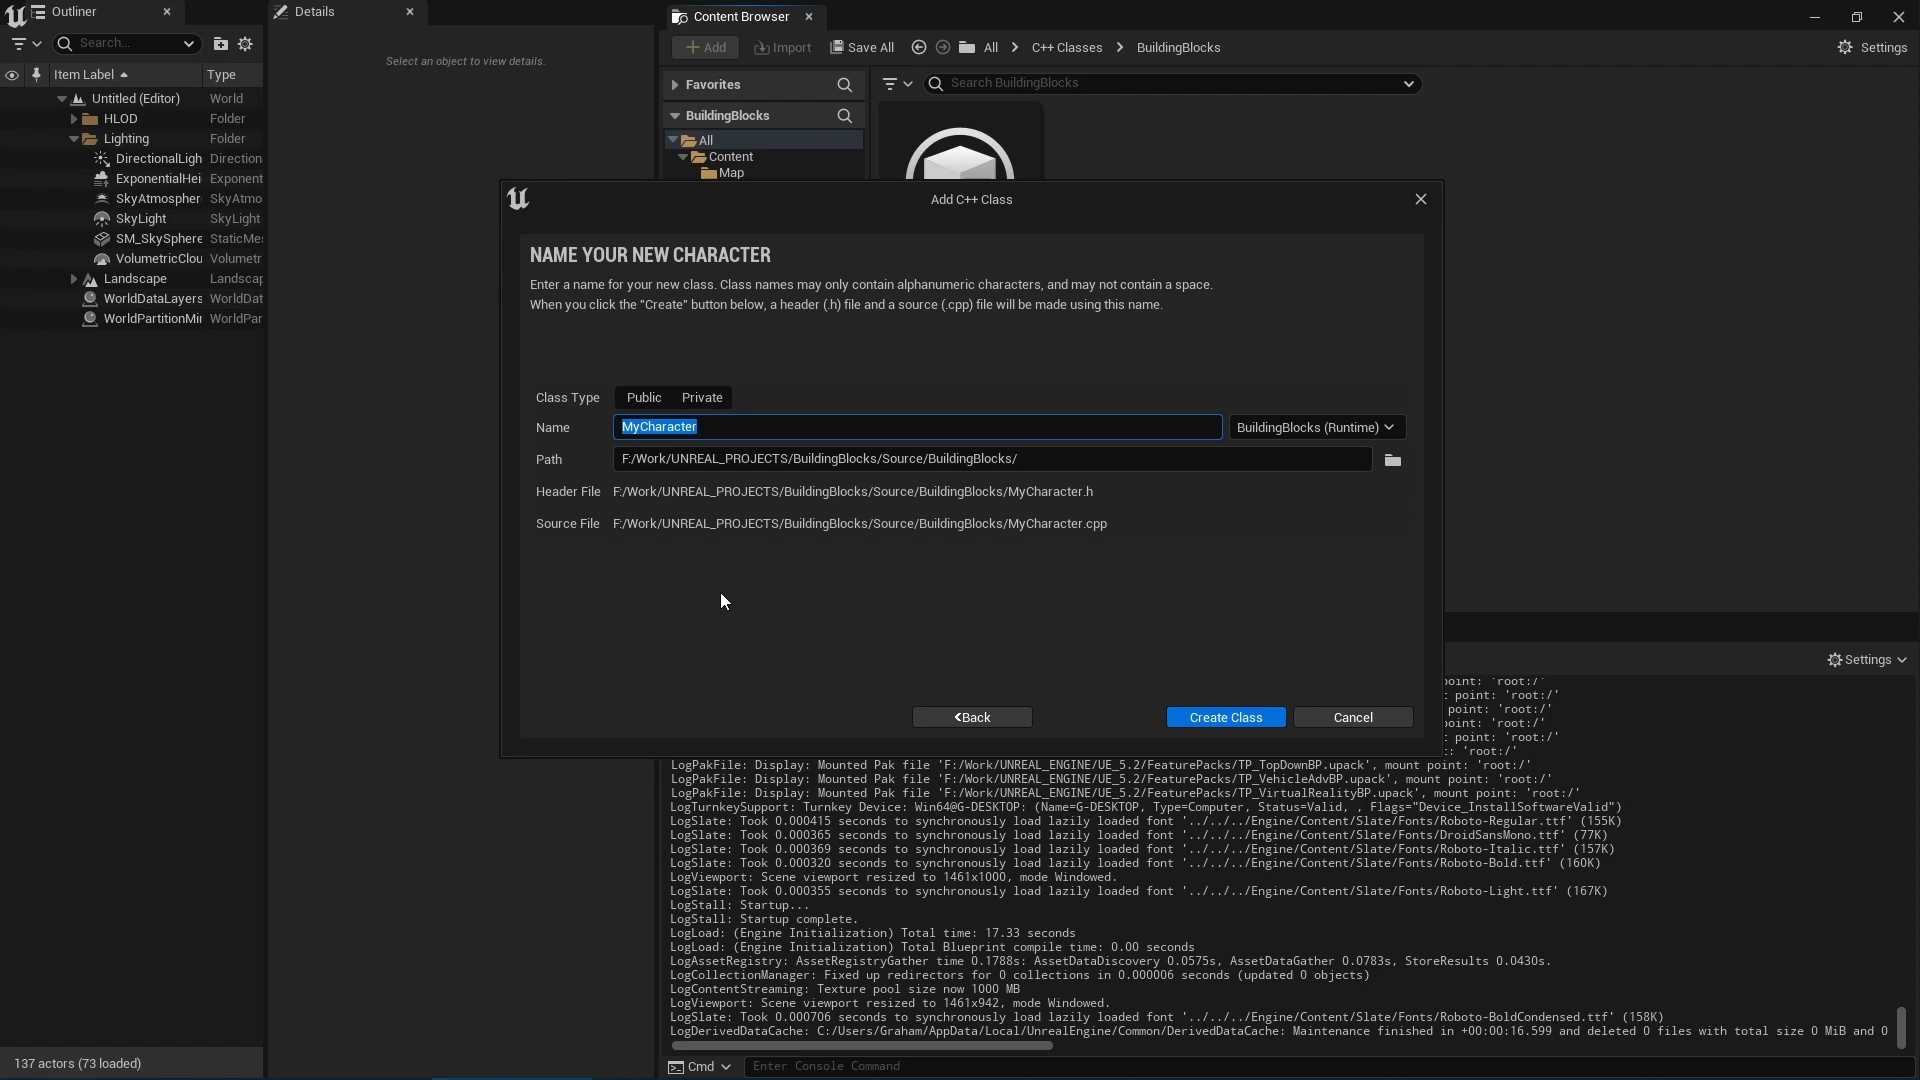 Outliner
Search...
Item Label
Type
Untitled (Editor) World
HLOD Folder
Lighting Folder
DirectionalLigh Direction
ExponentialHei Exponent
SkyAtmospher SkyAtmo
SkyLight SkyLight
SM_SkySphere StaticMe
VolumetricClou Volumetr
Landscape Landscap
WorldDataLayers WorldDat
WorldPartitionMi WorldPar
137 actors (73 loaded)
Details
Select an object to view details.
Content Browser
Add Import Save All All C++ Classes BuildingBlocks Settings
Favorites
BuildingBlocks
All
Content
Map
Search BuildingBlocks
Add C++ Class
NAME YOUR NEW CHARACTER
Enter a name for your new class. Class names may only contain alphanumeric characters, and may not contain a space.
When you click the "Create" button below, a header (.h) file and a source (.cpp) file will be made using this name.
Class Type Public Private
Name MyCharacter BuildingBlocks (Runtime)
Path F:/Work/UNREAL_PROJECTS/BuildingBlocks/Source/BuildingBlocks/
Header File F:/Work/UNREAL_PROJECTS/BuildingBlocks/Source/BuildingBlocks/MyCharacter.h
Source File F:/Work/UNREAL_PROJECTS/BuildingBlocks/Source/BuildingBlocks/MyCharacter.cpp
Back Create Class Cancel
Settings
point: 'root:/'
point: 'root:/'
point: 'root:/'
point: 'root:/'
point: 'root:/'
: 'root:/'
LogPakFile: Display: Mounted Pak file 'F:/Work/UNREAL_ENGINE/UE_5.2/FeaturePacks/TP_TopDownBP.upack', mount point: 'root:/'
LogPakFile: Display: Mounted Pak file 'F:/Work/UNREAL_ENGINE/UE_5.2/FeaturePacks/TP_VehicleAdvBP.upack', mount point: 'root:/'
LogPakFile: Display: Mounted Pak file 'F:/Work/UNREAL_ENGINE/UE_5.2/FeaturePacks/TP_VirtualRealityBP.upack', mount point: 'root:/'
LogTurnkeySupport: Turnkey Device: Win64@G-DESKTOP: (Name=G-DESKTOP, Type=Computer, Status=Valid, , Flags="Device_InstallSoftwareValid")
LogSlate: Took 0.000415 seconds to synchronously load lazily loaded font '../../../Engine/Content/Slate/Fonts/Roboto-Regular.ttf' (155K)
LogSlate: Took 0.000365 seconds to synchronously load lazily loaded font '../../../Engine/Content/Slate/Fonts/DroidSansMono.ttf' (77K)
LogSlate: Took 0.000369 seconds to synchronously load lazily loaded font '../../../Engine/Content/Slate/Fonts/Roboto-Italic.ttf' (157K)
LogSlate: Took 0.000320 seconds to synchronously load lazily loaded font '../../../Engine/Content/Slate/Fonts/Roboto-Bold.ttf' (160K)
LogViewport: Scene viewport resized to 1461x1000, mode Windowed.
LogSlate: Took 0.000355 seconds to synchronously load lazily loaded font '../../../Engine/Content/Slate/Fonts/Roboto-Light.ttf' (167K)
LogStall: Startup...
LogStall: Startup complete.
LogLoad: (Engine Initialization) Total time: 17.33 seconds
LogLoad: (Engine Initialization) Total Blueprint compile time: 0.00 seconds
LogAssetRegistry: AssetRegistryGather time 0.1788s: AssetDataDiscovery 0.0575s, AssetDataGather 0.0783s, StoreResults 0.0430s.
LogCollectionManager: Fixed up redirectors for 0 collections in 0.000006 seconds (updated 0 objects)
LogContentStreaming: Texture pool size now 1000 MB
LogViewport: Scene viewport resized to 1461x942, mode Windowed.
LogSlate: Took 0.000706 seconds to synchronously load lazily loaded font '../../../Engine/Content/Slate/Fonts/Roboto-BoldCondensed.ttf' (158K)
LogDerivedDataCache: C:/Users/Graham/AppData/Local/UnrealEngine/Common/DerivedDataCache: Maintenance finished in +00:00:16.599 and deleted 0 files with total size 0 MiB and 0
Cmd Enter Console Command